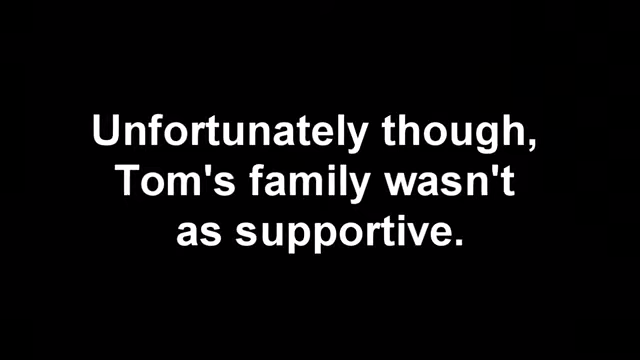 Unfortunately though,
Tom's family wasn't
as supportive.